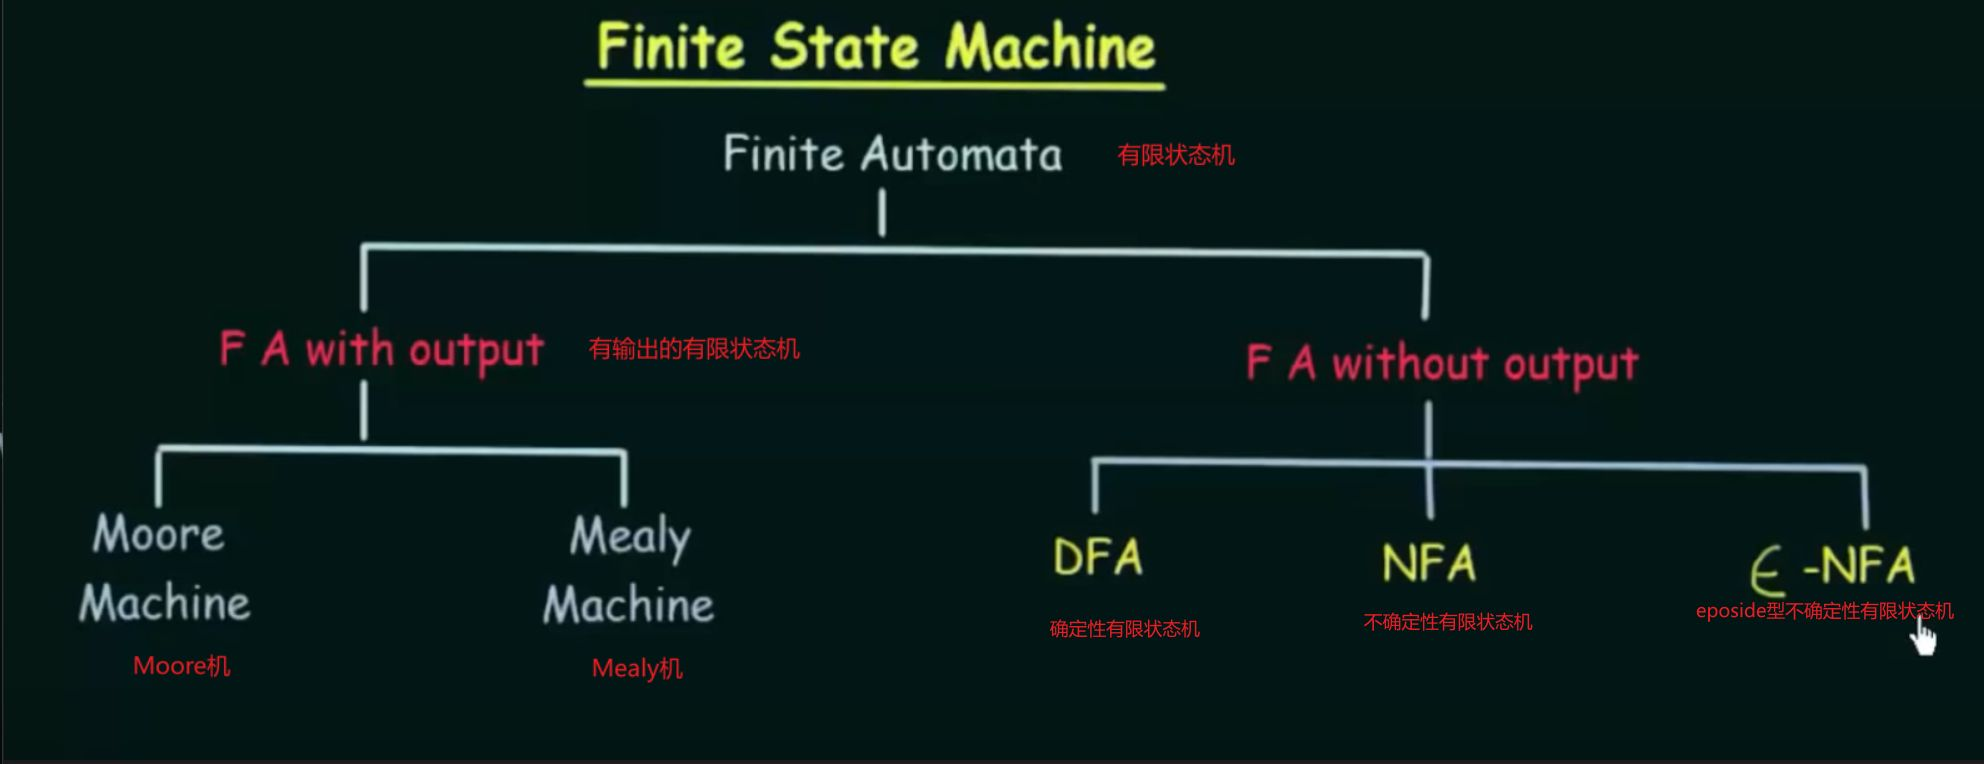 Finite State Machine
Finite Automata 有限状态机
F A with output 有输出的有限状态机
F A without output
Moore
Machine
Moore机
Mealy
Machine
Mealy机
DFA
确定性有限状态机
NFA
不确定性有限状态机
∈ -NFA
eposide型不确定性有限状态机